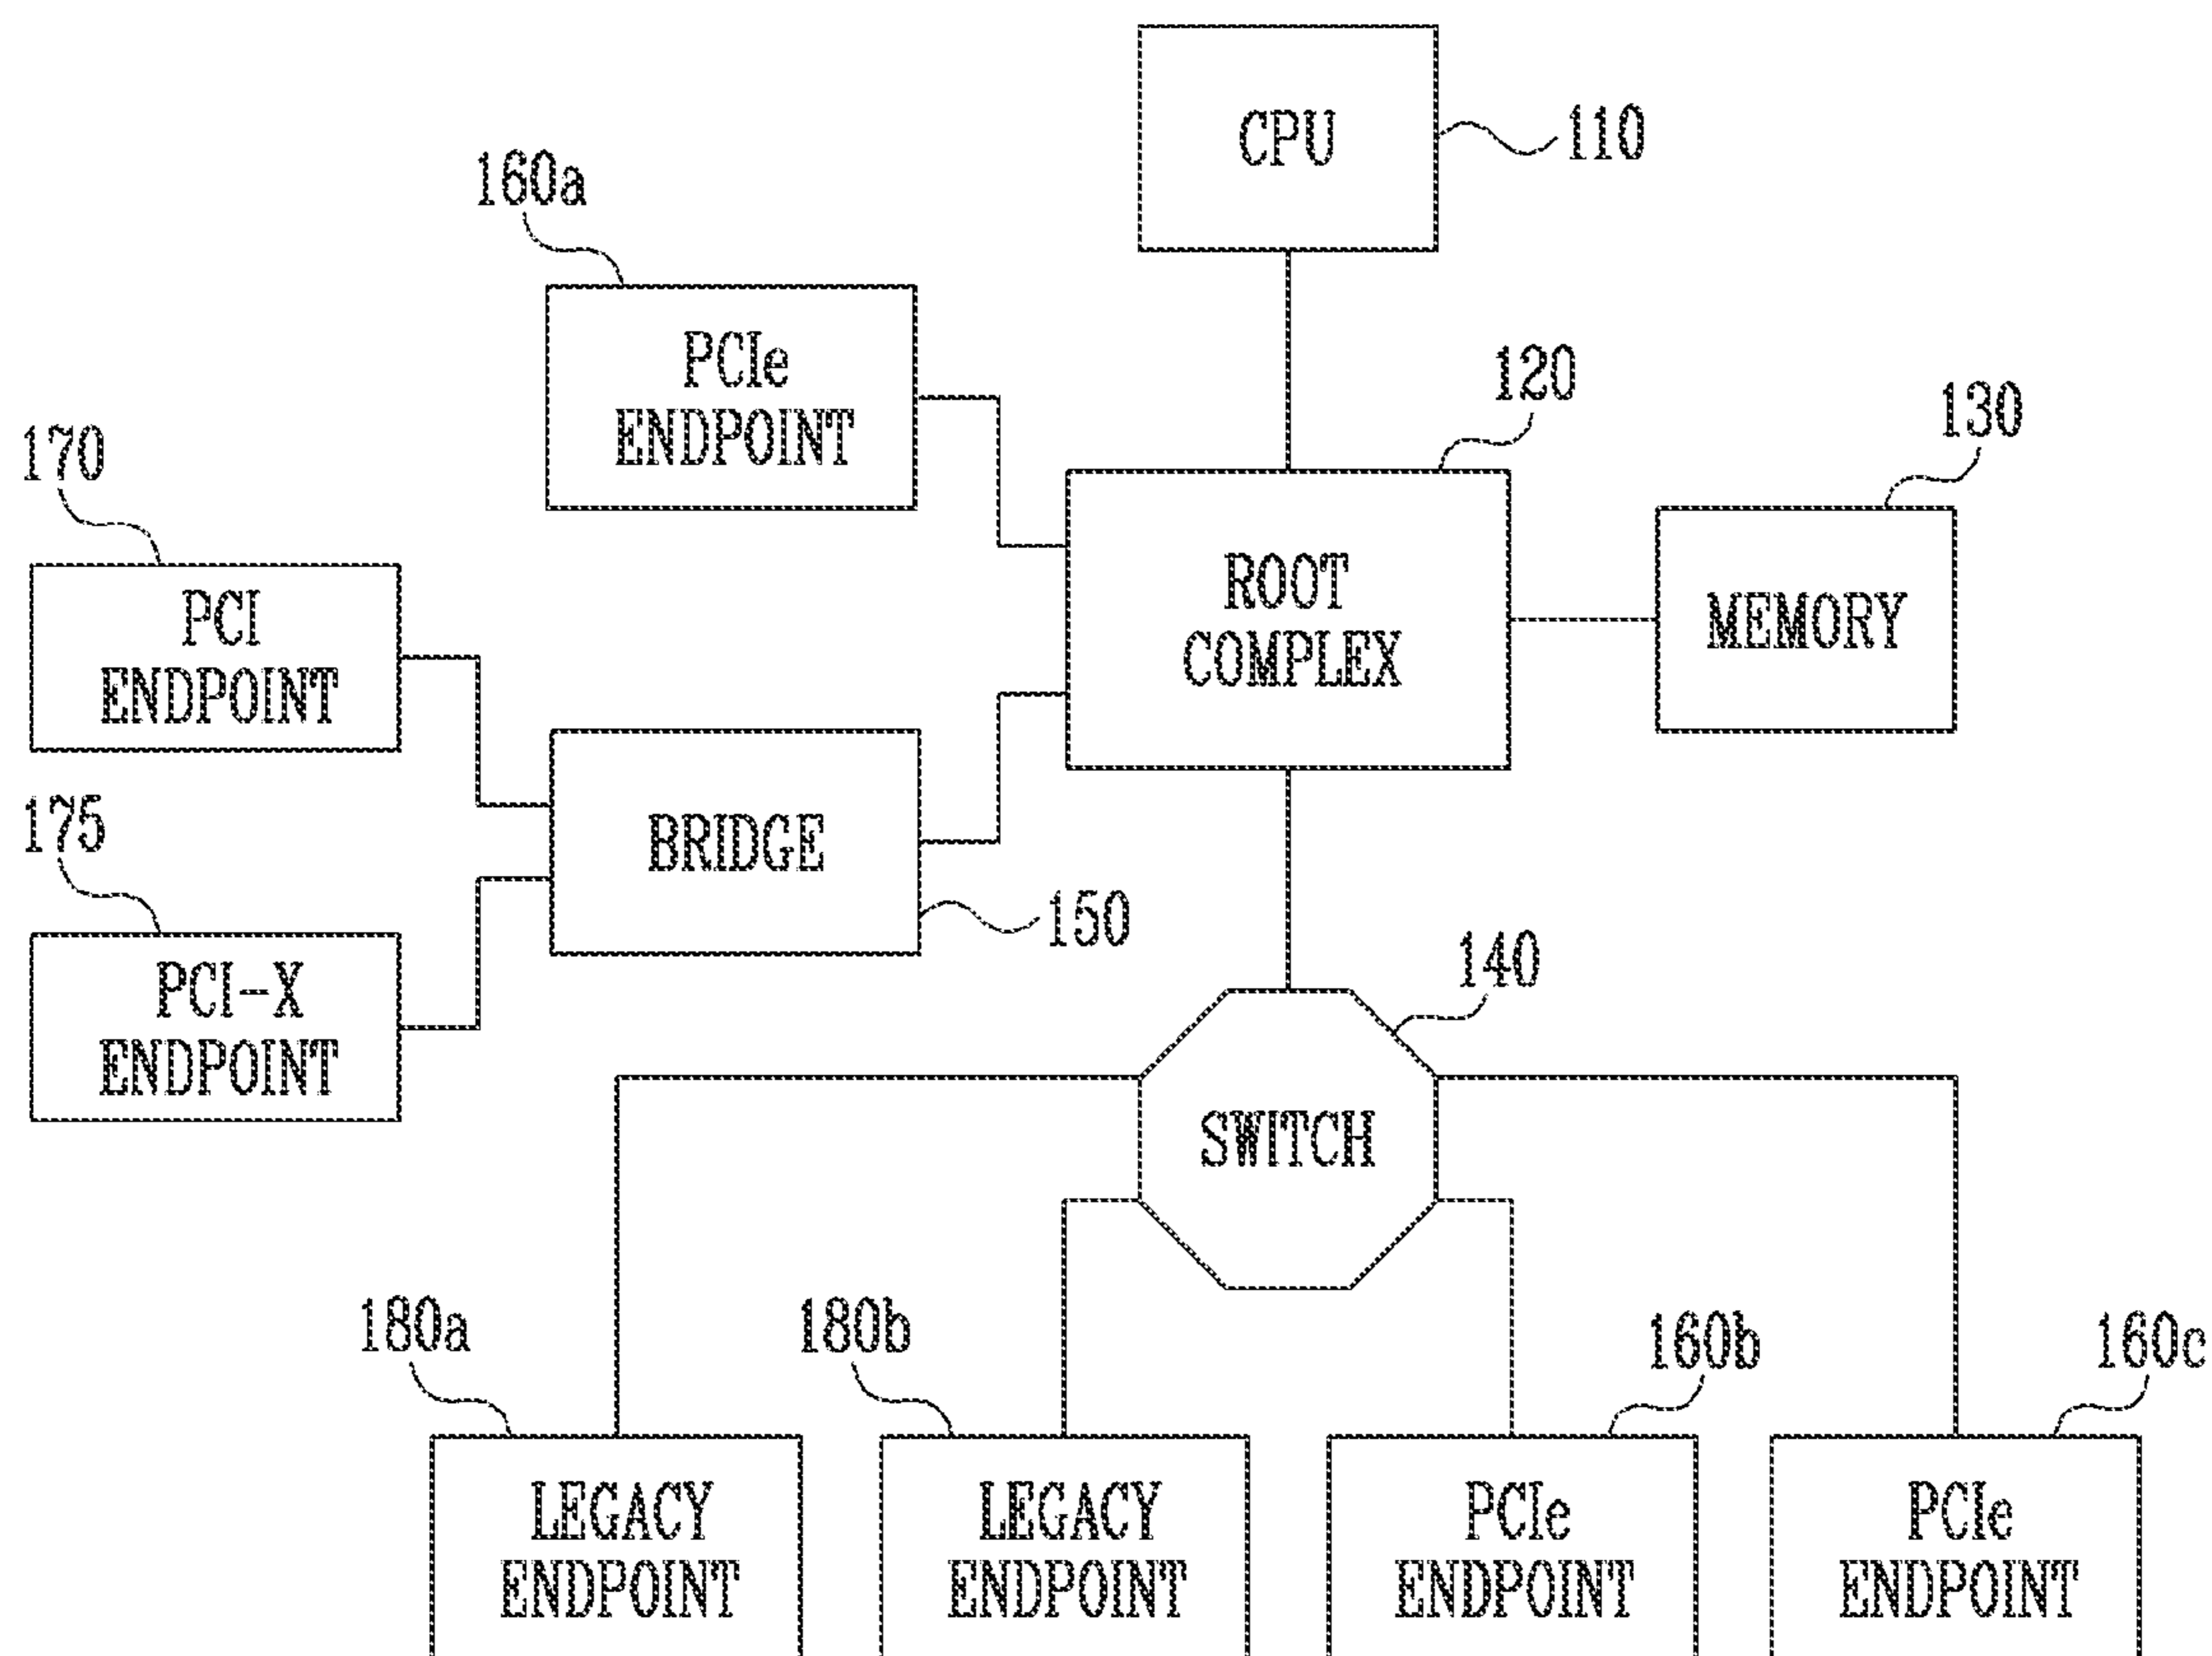 CPU
110
160a
PCIe
ENDPOINT
120
130
170
ROOT
COMPLEX
MEMORY
PCI
ENDPOINT
175
BRIDGE
150
140
PCI-X
ENDPOINT
SWITCH
180a
180b
160b
160c
LEGACY
ENDPOINT
LEGACY
ENDPOINT
PCIe
ENDPOINT
PCIe
ENDPOINT